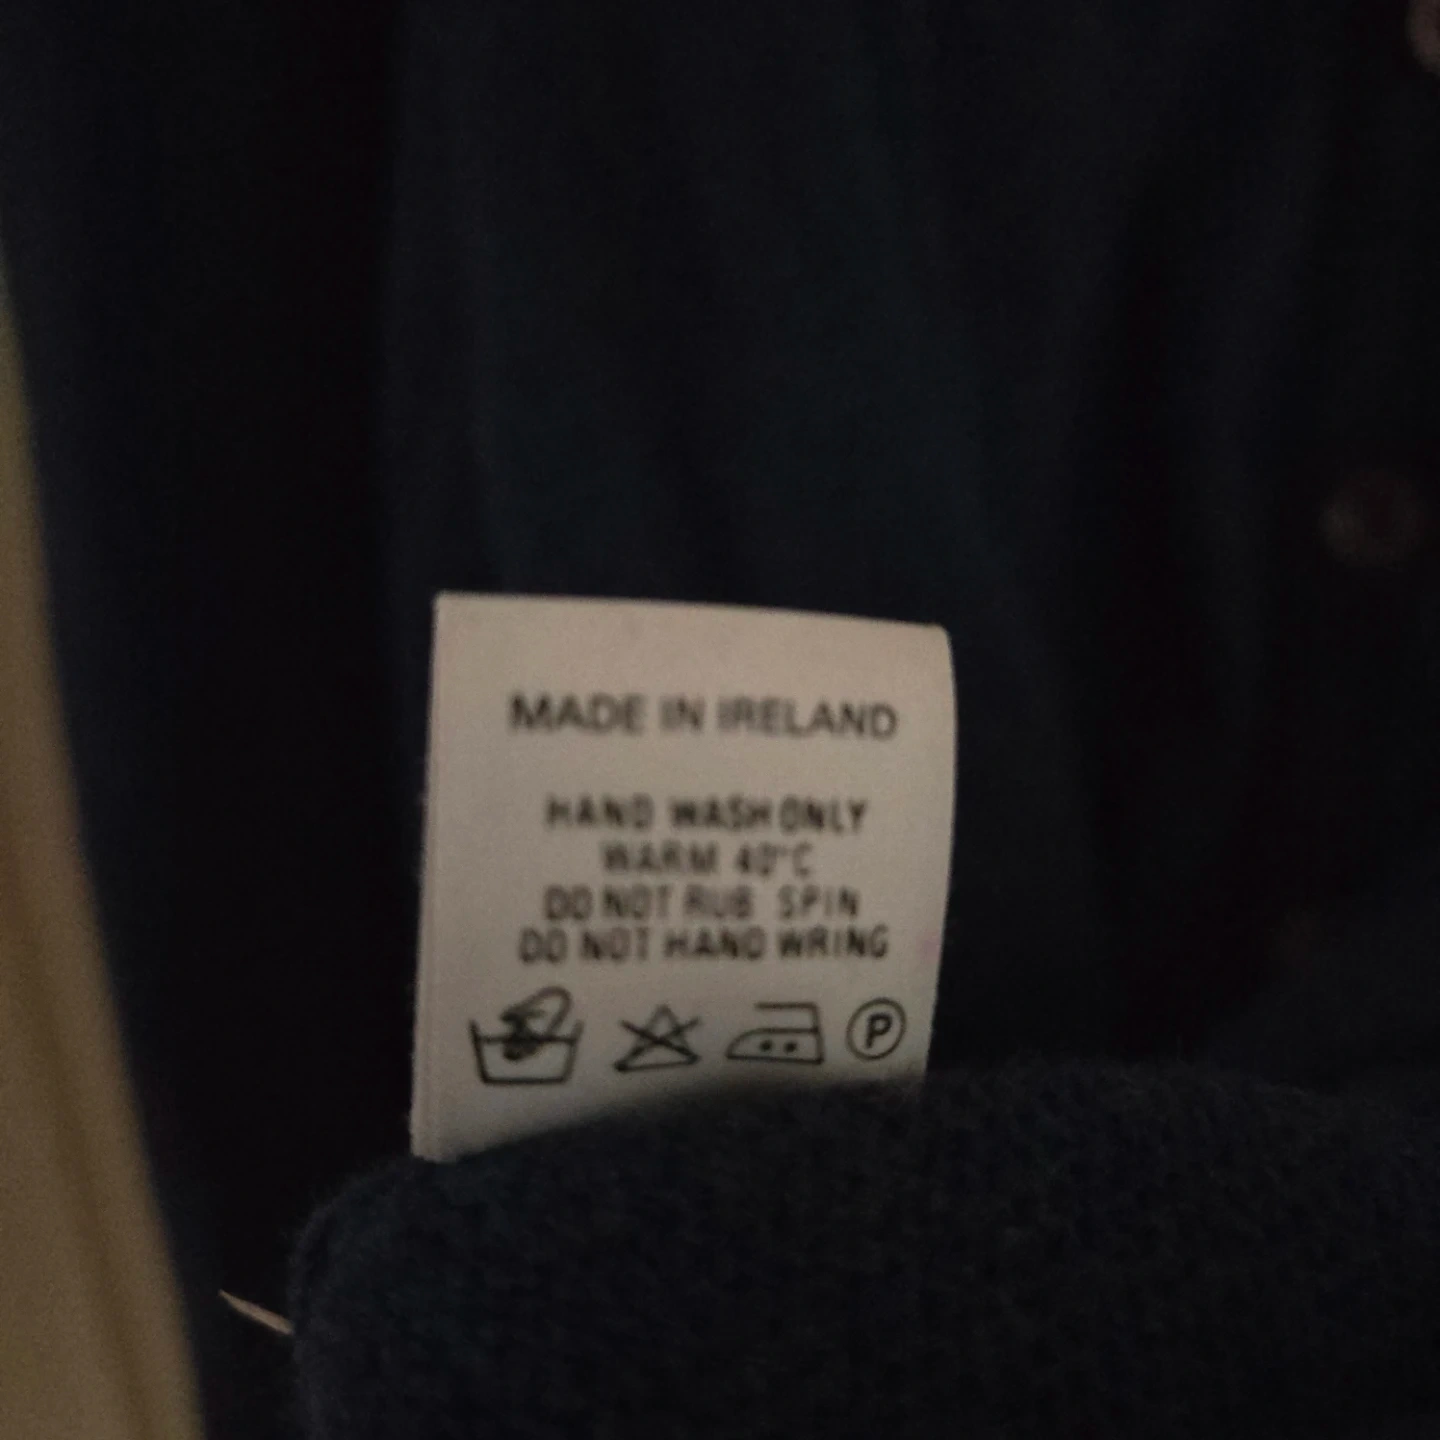 MADE IN IRELAND
HAND WASH ONLY
WARM 40°C
DO NOT RUB SPIN
DO NOT HAND WRING
P